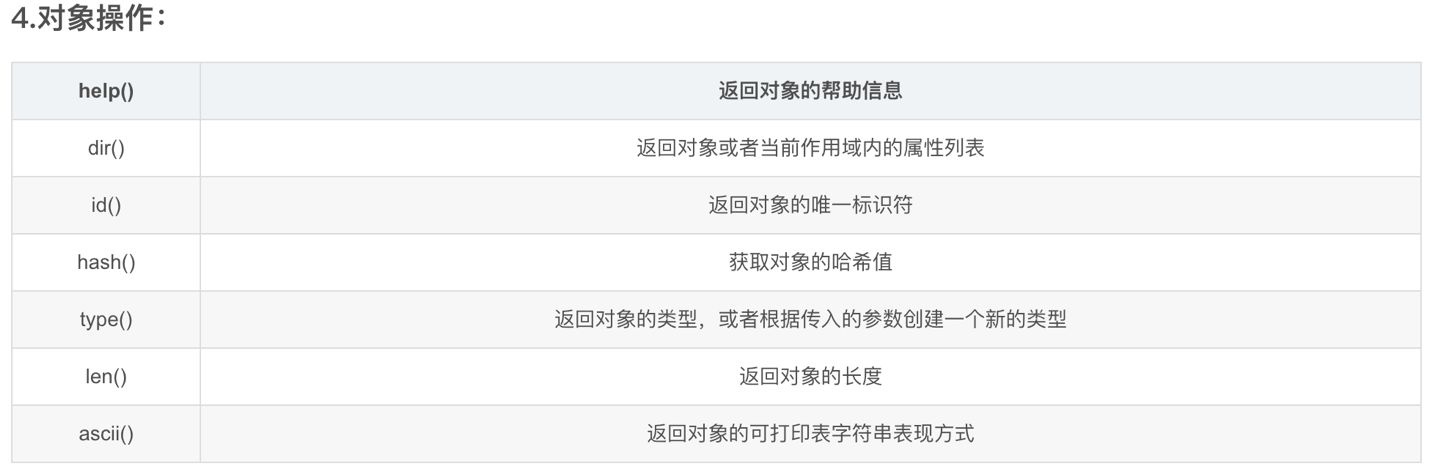 4.对象操作：
help() 返回对象的帮助信息
dir() 返回对象或者当前作用域内的属性列表
id() 返回对象的唯一标识符
hash() 获取对象的哈希值
type() 返回对象的类型，或者根据传入的参数创建一个新的类型
len() 返回对象的长度
ascii() 返回对象的可打印表字符串表现方式